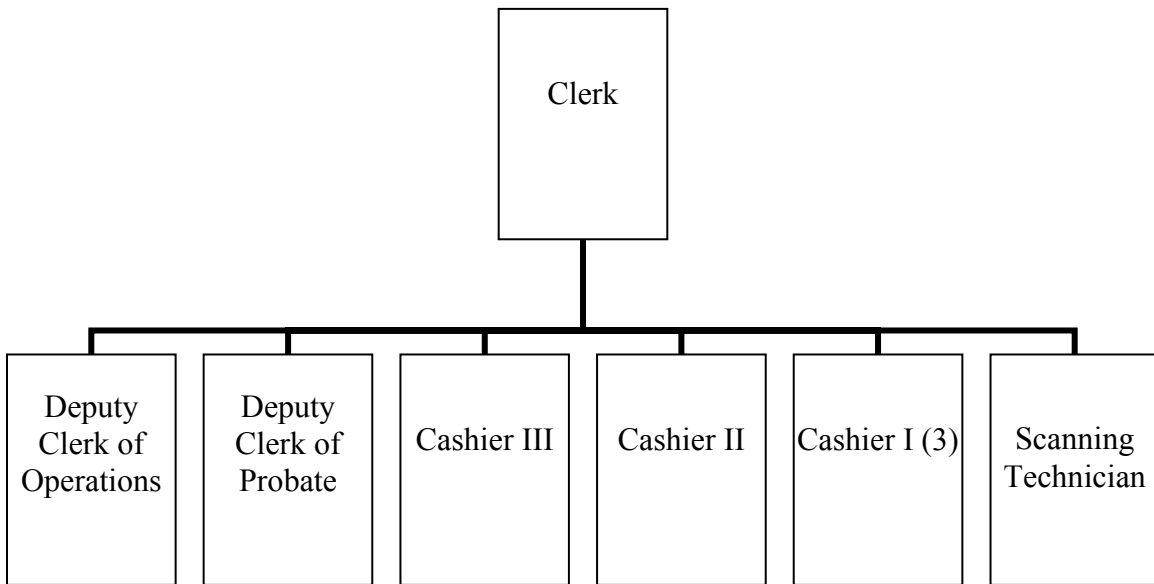 Clerk
Deputy
Clerk of
Operations
Deputy
Clerk of
Probate
Cashier III
Cashier II
Cashier I (3)
Scanning
Technician